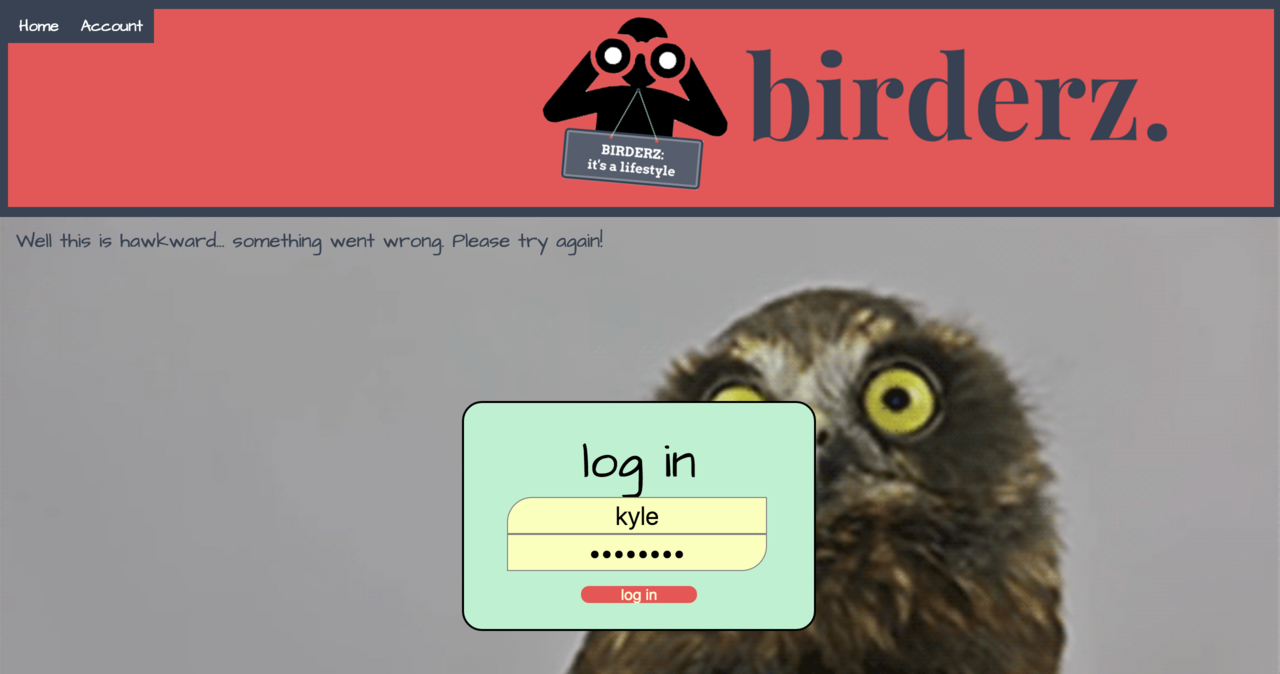 Home Account
BIRDERZ:
it's a lifestyle
birderz.
Well this is hawkward... something went wrong. Please try again!
log in
kyle
••••••••
log in